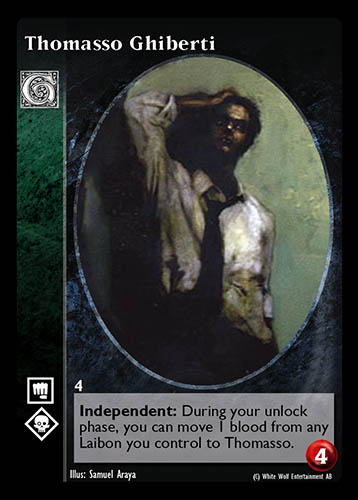 Thomasso Ghiberti
4
Independent: During your unlock
phase, you can move 1 blood from any
Laibon you control to Thomasso.
4
Illus: Samuel Araya
(C) White Wolf Entertainment AB